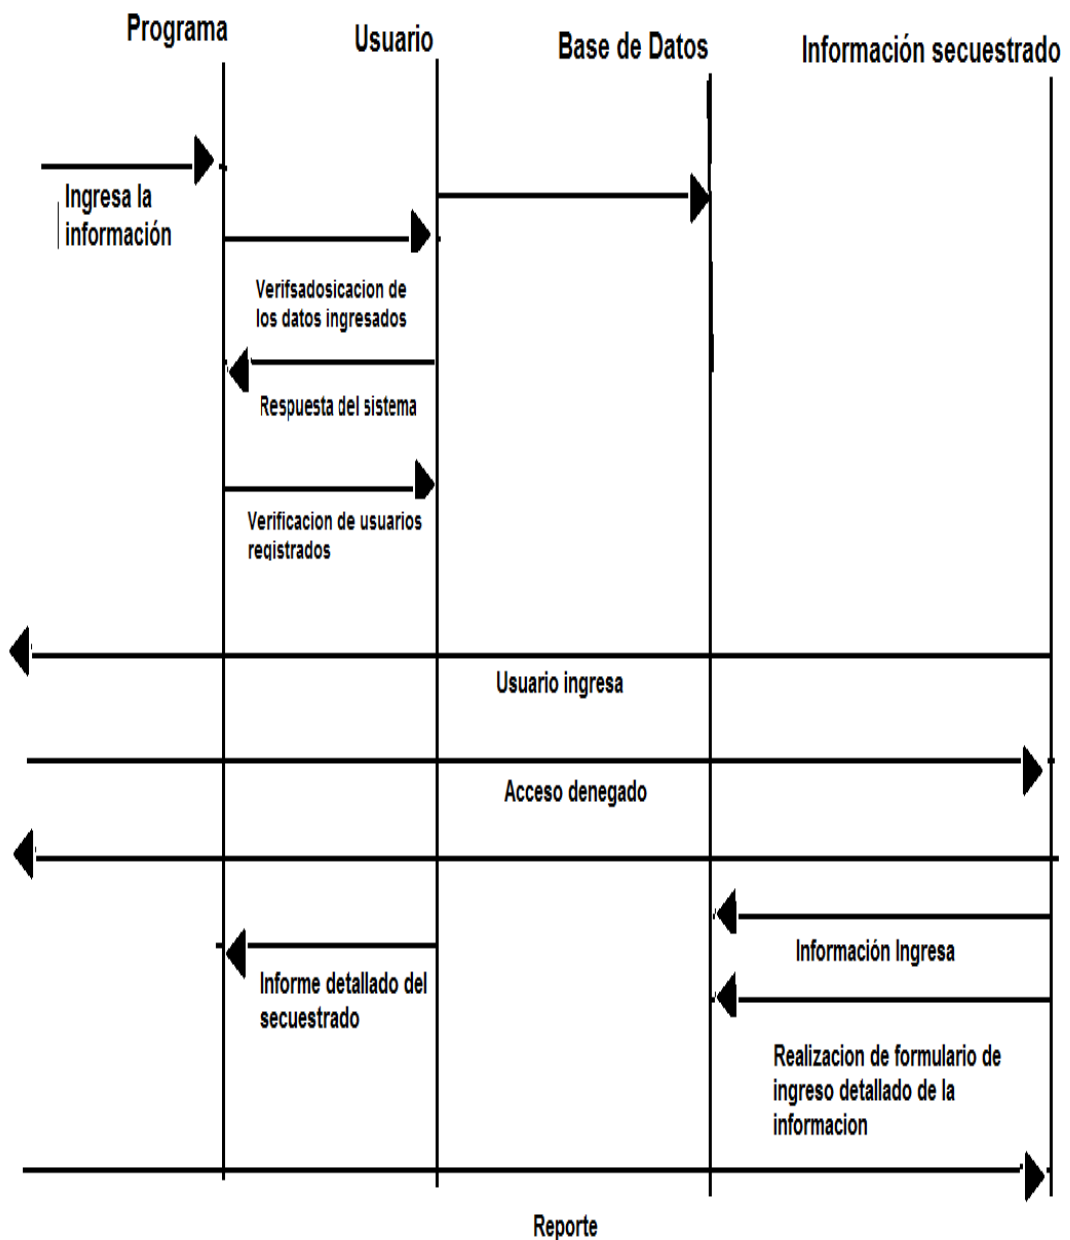 Programa
Usuario
Base de Datos
Información secuestrado
Ingresa la
información
Verifsadosicacion de
los datos ingresados
Respuesta del sistema
Verificacion de usuarios
registrados
Usuario ingresa
Acceso denegado
Información Ingresa
Informe detallado del
secuestrado
Realizacion de formulario de
ingreso detallado de la
informacion
Reporte